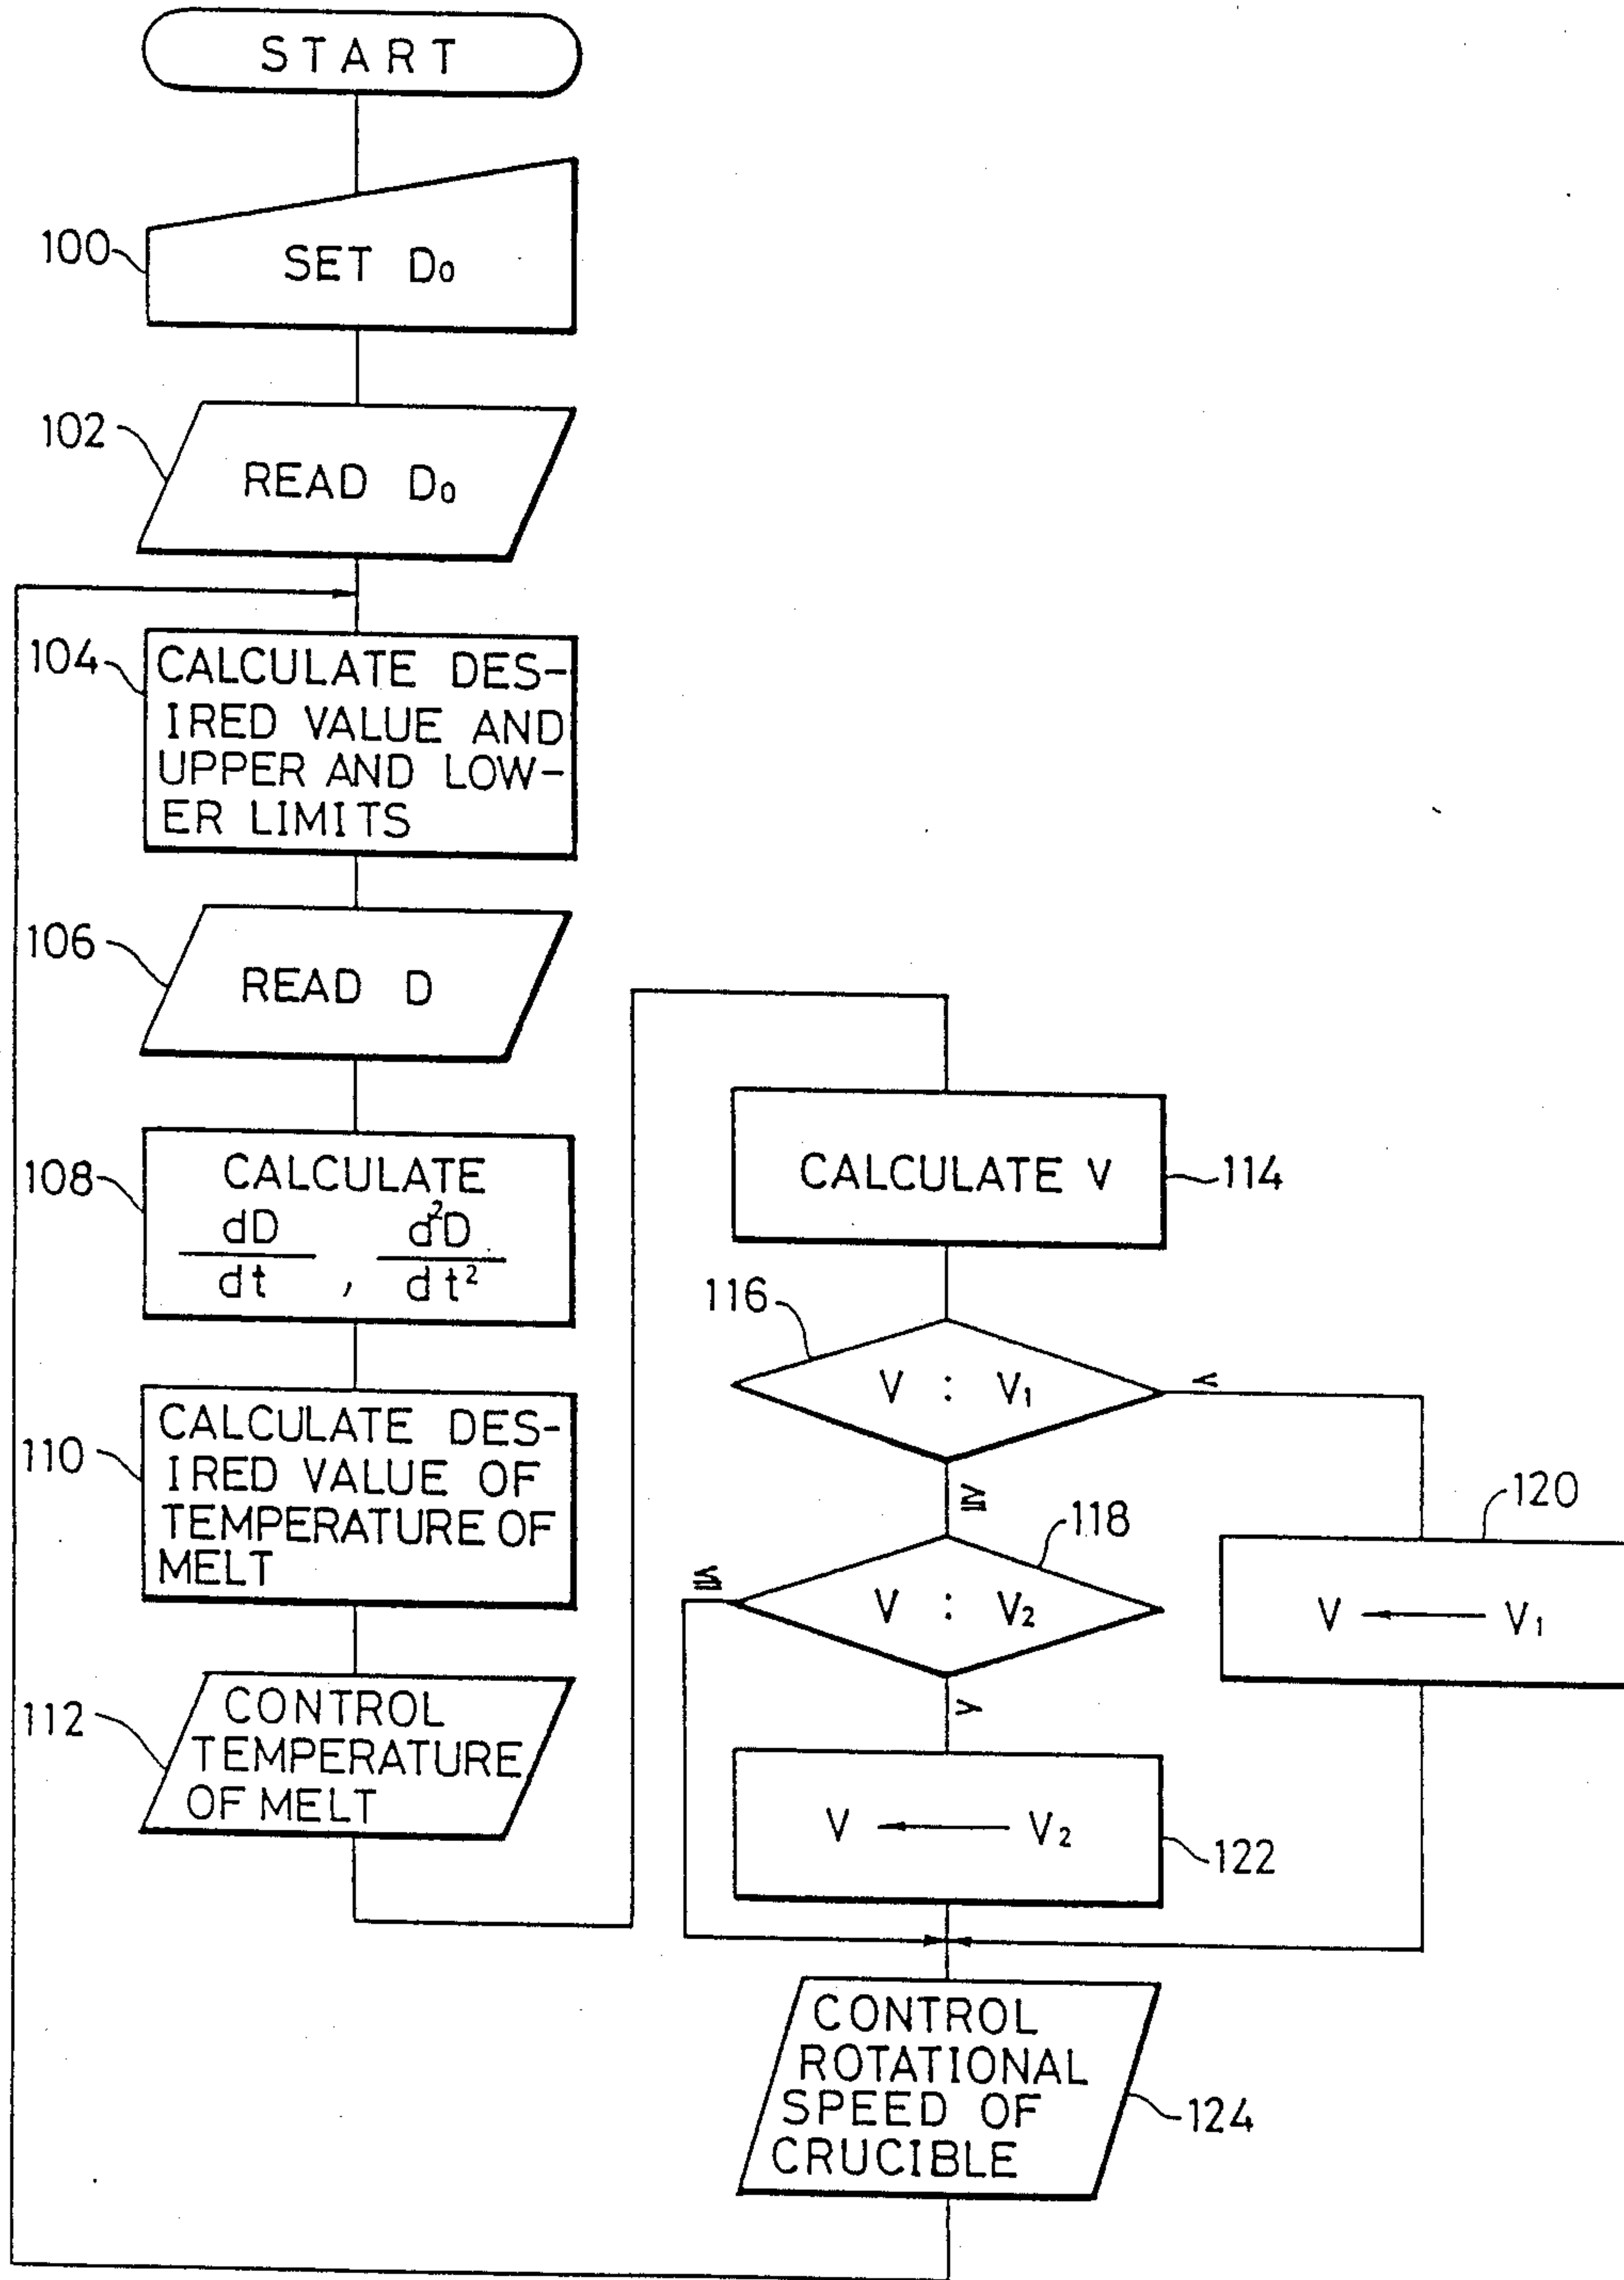 START
100
SET D₀
102
READ D₀
104
CALCULATE DES-
IRED VALUE AND
UPPER AND LOW-
ER LIMITS
106
READ D
108
CALCULATE
dD/dt , d²D/dt²
110
CALCULATE DES-
IRED VALUE OF
TEMPERATURE OF
MELT
112
CONTROL
TEMPERATURE
OF MELT
CALCULATE V
114
116
V : V₁
<
≧
118
V : V₂
≦
>
120
V ← V₁
V ← V₂
122
CONTROL
ROTATIONAL
SPEED OF
CRUCIBLE
124